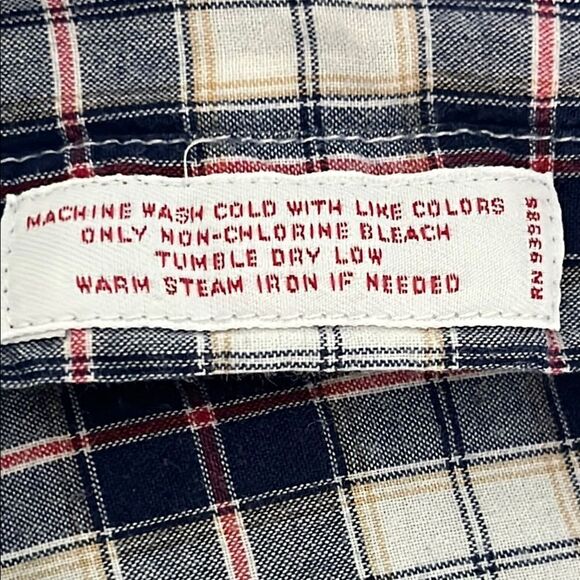 MACHINE WASH COLD WITH LIKE COLORS
ONLY NON-CHLORINE BLEACH
TUMBLE DRY LOW
WARM STEAM IRON IF NEEDED
RN 93985